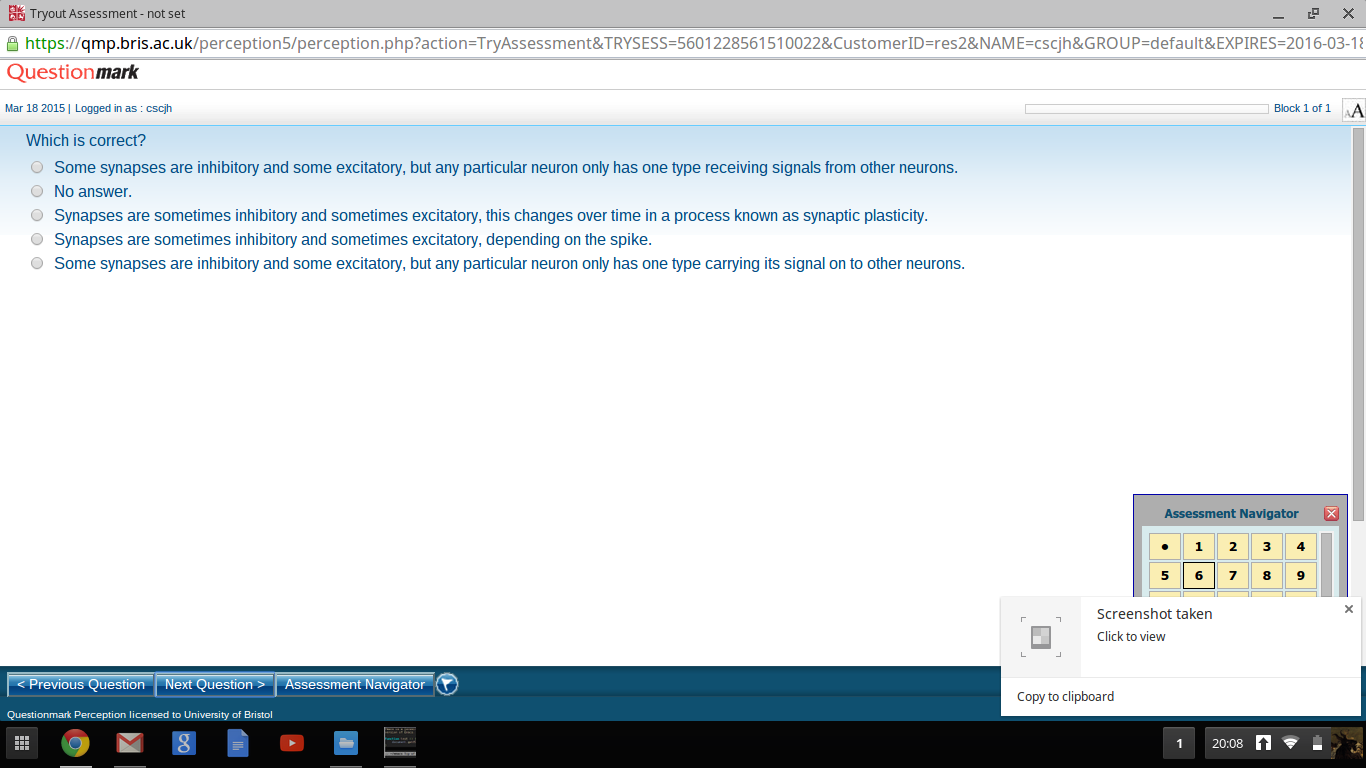 Tryout Assessment - not set
https://qmp.bris.ac.uk/perception5/perception.php?action=TryAssessment&TRYSESS=5601228561510022&CustomerID=res2&NAME=cscjh&GROUP=default&EXPIRES=2016-03-18
Questionmark
Mar 18 2015 | Logged in as : cscjh
Block 1 of 1
AA
Which is correct?
Some synapses are inhibitory and some excitatory, but any particular neuron only has one type receiving signals from other neurons.
No answer.
Synapses are sometimes inhibitory and sometimes excitatory, this changes over time in a process known as synaptic plasticity.
Synapses are sometimes inhibitory and sometimes excitatory, depending on the spike.
Some synapses are inhibitory and some excitatory, but any particular neuron only has one type carrying its signal on to other neurons.
Assessment Navigator
• 1 2 3 4
5 6 7 8 9
Screenshot taken
Click to view
Copy to clipboard
< Previous Question Next Question > Assessment Navigator
Questionmark Perception licensed to University of Bristol
8
1
20:08